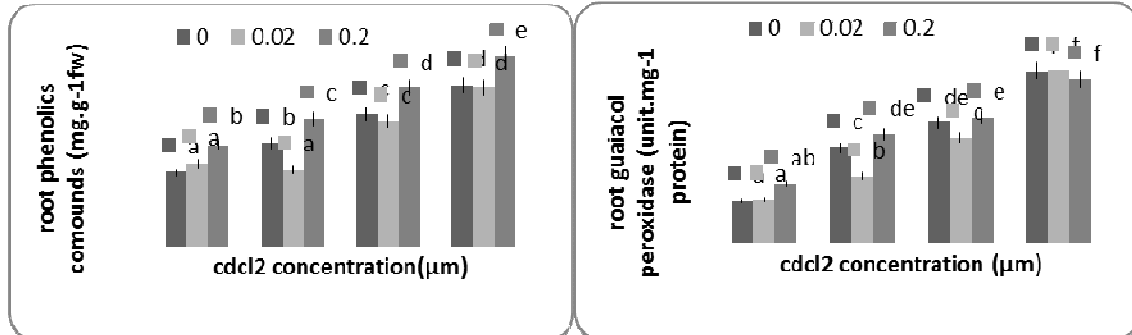 0 0.02 0.2
root phenolics
comounds (mg.g-1fw)
a a b
b a c
c c d
d d e
cdcl2 concentration(µm)
0 0.02 0.2
root guaiacol
peroxidase (unit.mg-1
protein)
a a ab
c b de
de d e
f f f
cdcl2 concentration (µm)